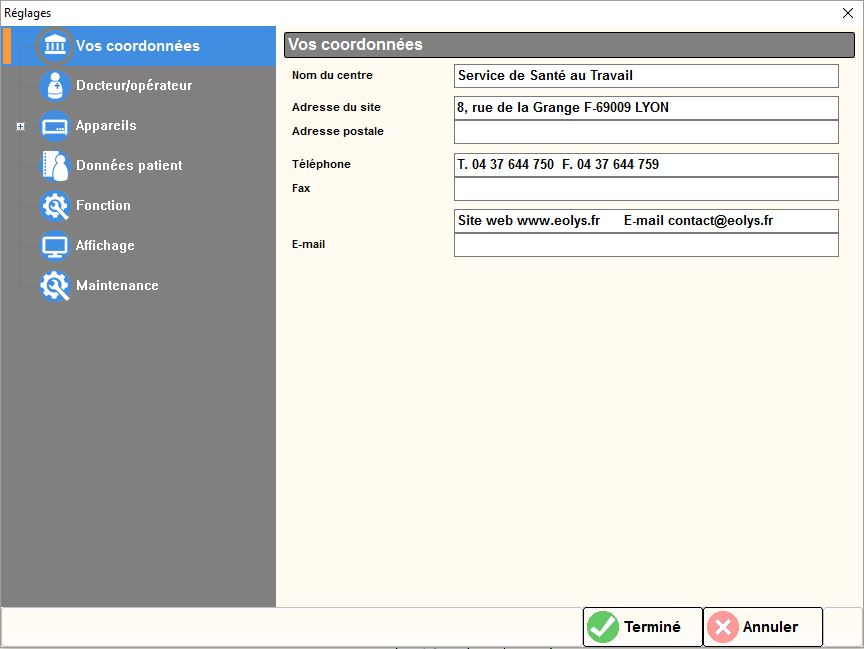 Réglages
Vos coordonnées
Docteur/opérateur
Appareils
Données patient
Fonction
Affichage
Maintenance
Vos coordonnées
Nom du centre
Service de Santé au Travail
Adresse du site
8, rue de la Grange F-69009 LYON
Adresse postale
Téléphone
T. 04 37 644 750 F. 04 37 644 759
Fax
Site web www.eolys.fr E-mail contact@eolys.fr
E-mail
Terminé
Annuler